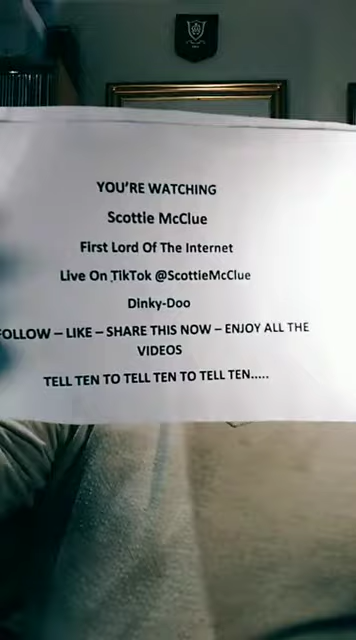 YOU'RE WATCHING
Scottie McClue
First Lord Of The Internet
Live On TikTok @ScottieMcClue
Dinky-Doo
FOLLOW – LIKE – SHARE THIS NOW – ENJOY ALL THE
VIDEOS
TELL TEN TO TELL TEN TO TELL TEN.....